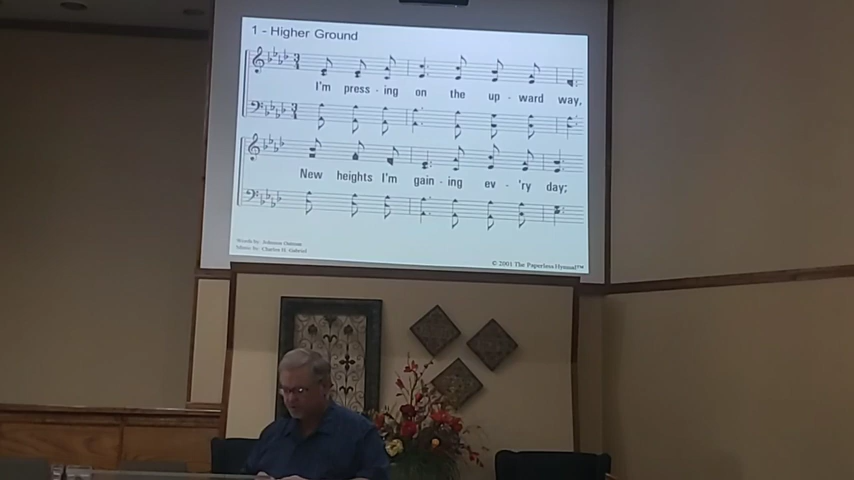 1 - Higher Ground
I'm press - ing on the up - ward way,
New heights I'm gain - ing ev - 'ry day;
Words by: Johnson Oatman
Music by: Charles H. Gabriel
© 2001 The Paperless Hymnal™